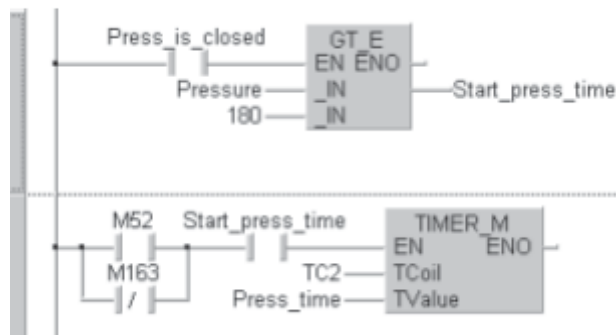 Press_is_closed
GT_E
EN ENO
Pressure _IN Start_press_time
180 _IN
M52 Start_press_time TIMER_M
EN ENO
M163 TC2 TCoil
/ Press_time TValue